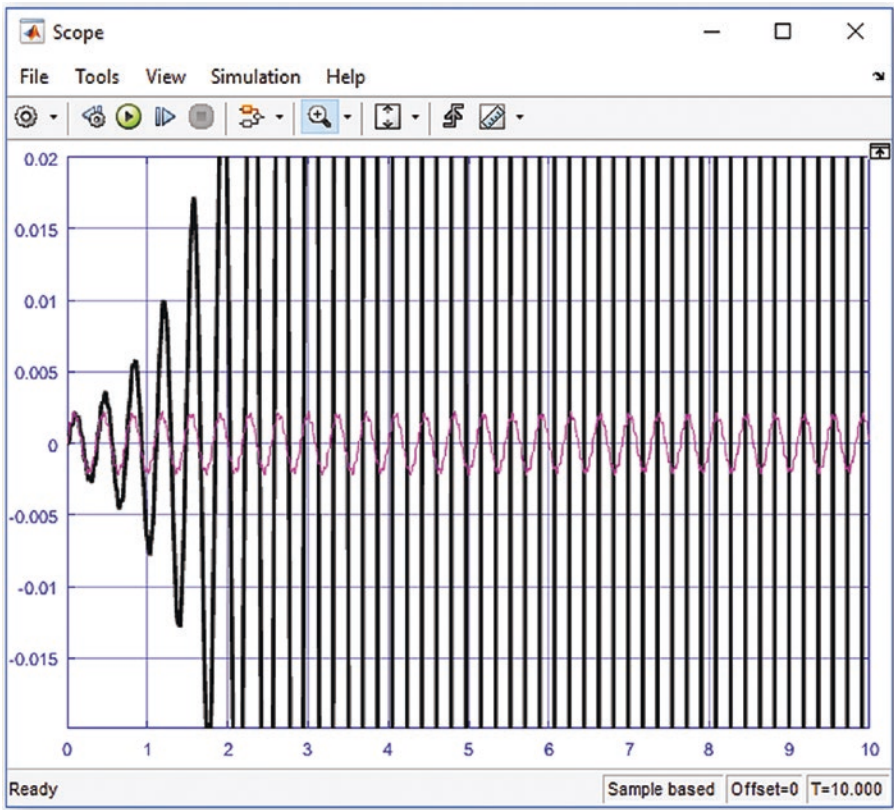 Scope
File Tools View Simulation Help
0.02
0.015
0.01
0.005
0
-0.005
-0.01
-0.015
0 1 2 3 4 5 6 7 8 9 10
Ready Sample based Offset=0 T=10.000